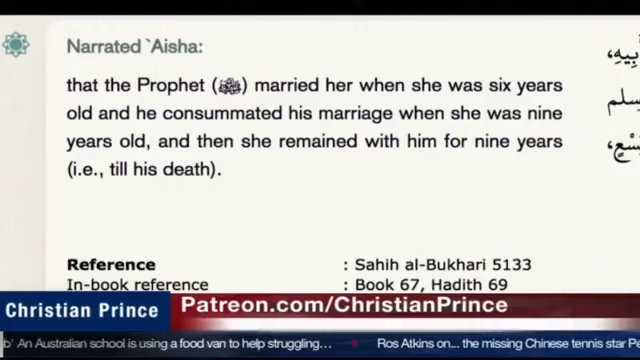 Narrated `Aisha:
that the Prophet (ﷺ) married her when she was six years
old and he consummated his marriage when she was nine
years old, and then she remained with him for nine years
(i.e., till his death).
Reference : Sahih al-Bukhari 5133
In-book reference : Book 67, Hadith 69
Christian Prince Patreon.com/ChristianPrince
An Australian school is using a food van to help struggling... Ros Atkins on... the missing Chinese tennis star